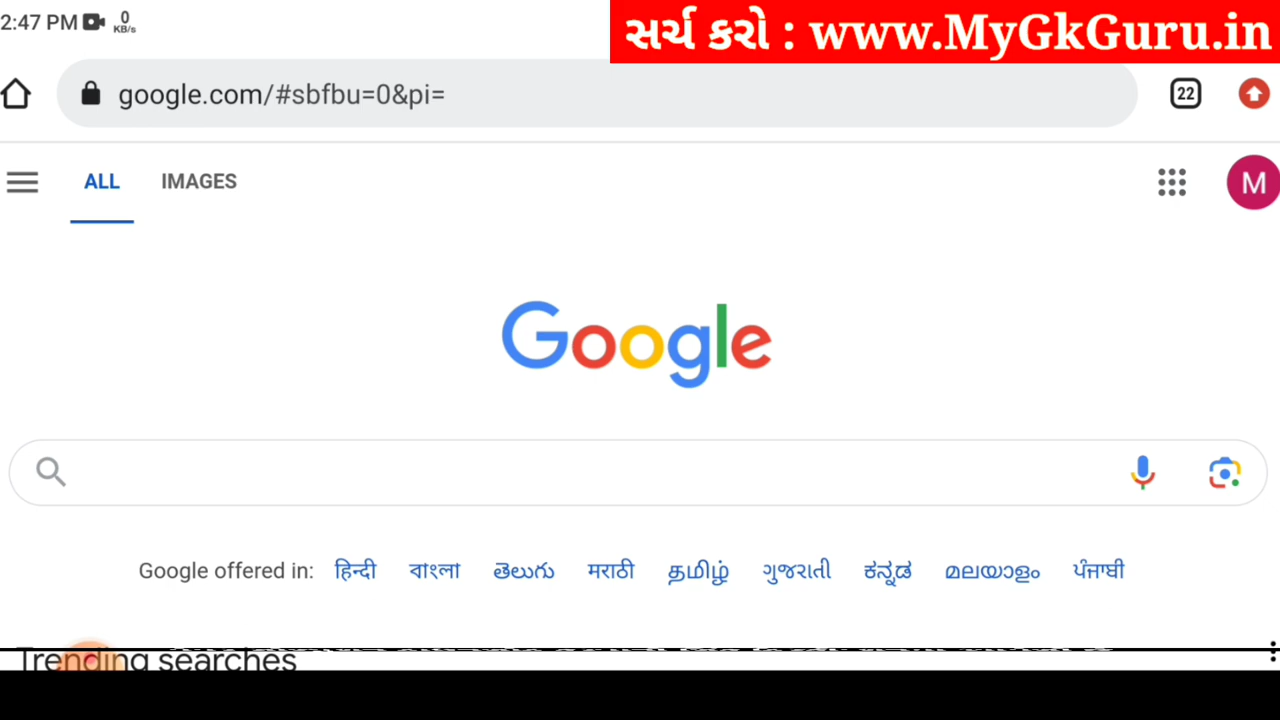 2:47 PM 0 KB/s
સર્ચ કરો : www.MyGkGuru.in
google.com/#sbfbu=0&pi=
22
ALL IMAGES
M
Google
Google offered in: हिन्दी বাংলা తెలుగు मराठी தமிழ் ગુજરાતી ಕನ್ನಡ മലയാളം ਪੰਜਾਬੀ
Trending searches